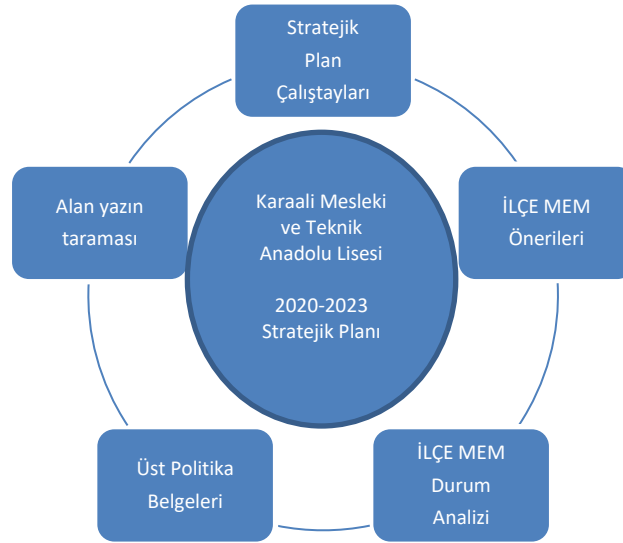 Stratejik
Plan
Çalıştayları
Alan yazın
taraması
Karaali Mesleki
ve Teknik
Anadolu Lisesi
2020-2023
Stratejik Planı
İLÇE MEM
Önerileri
Üst Politika
Belgeleri
İLÇE MEM
Durum
Analizi